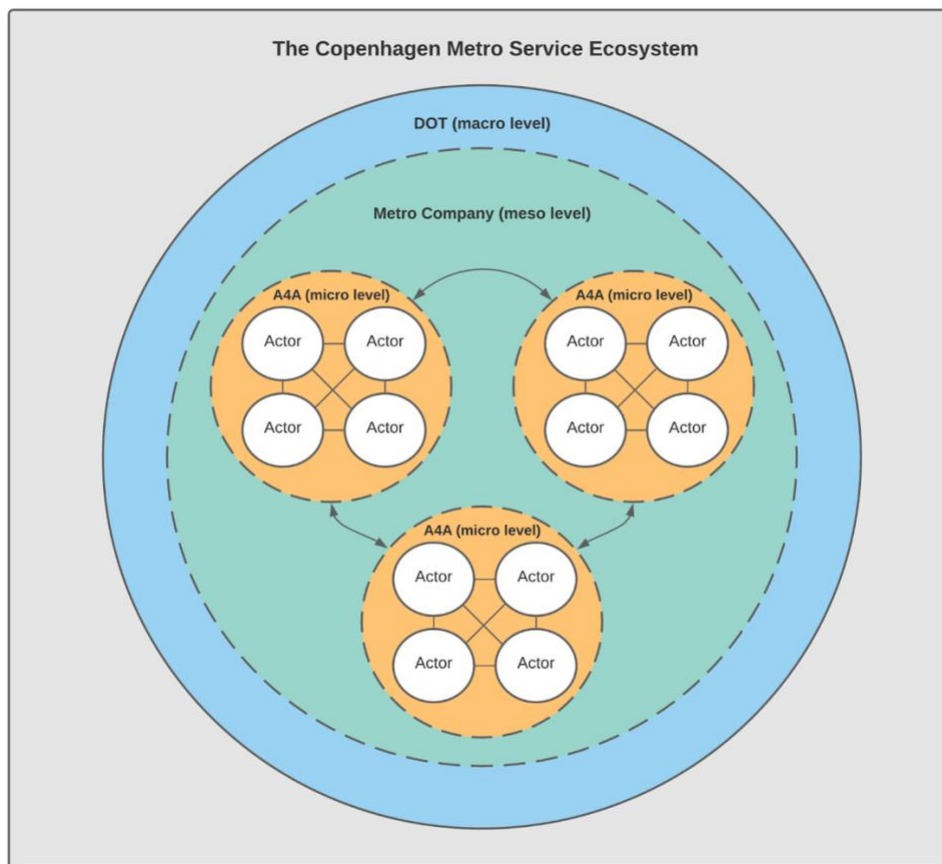 The Copenhagen Metro Service Ecosystem
DOT (macro level)
Metro Company (meso level)
A4A (micro level)
Actor
Actor
Actor
Actor
A4A (micro level)
Actor
Actor
Actor
Actor
A4A (micro level)
Actor
Actor
Actor
Actor